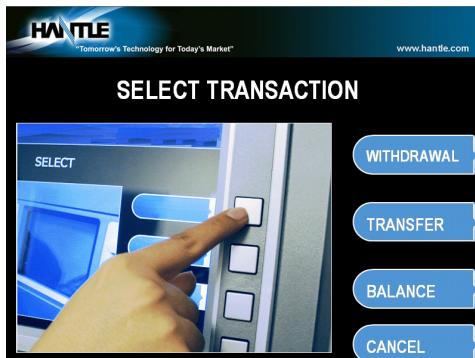 HANTLE
"Tomorrow's Technology for Today's Market"
www.hantle.com
SELECT TRANSACTION
SELECT
WITHDRAWAL
TRANSFER
BALANCE
CANCEL